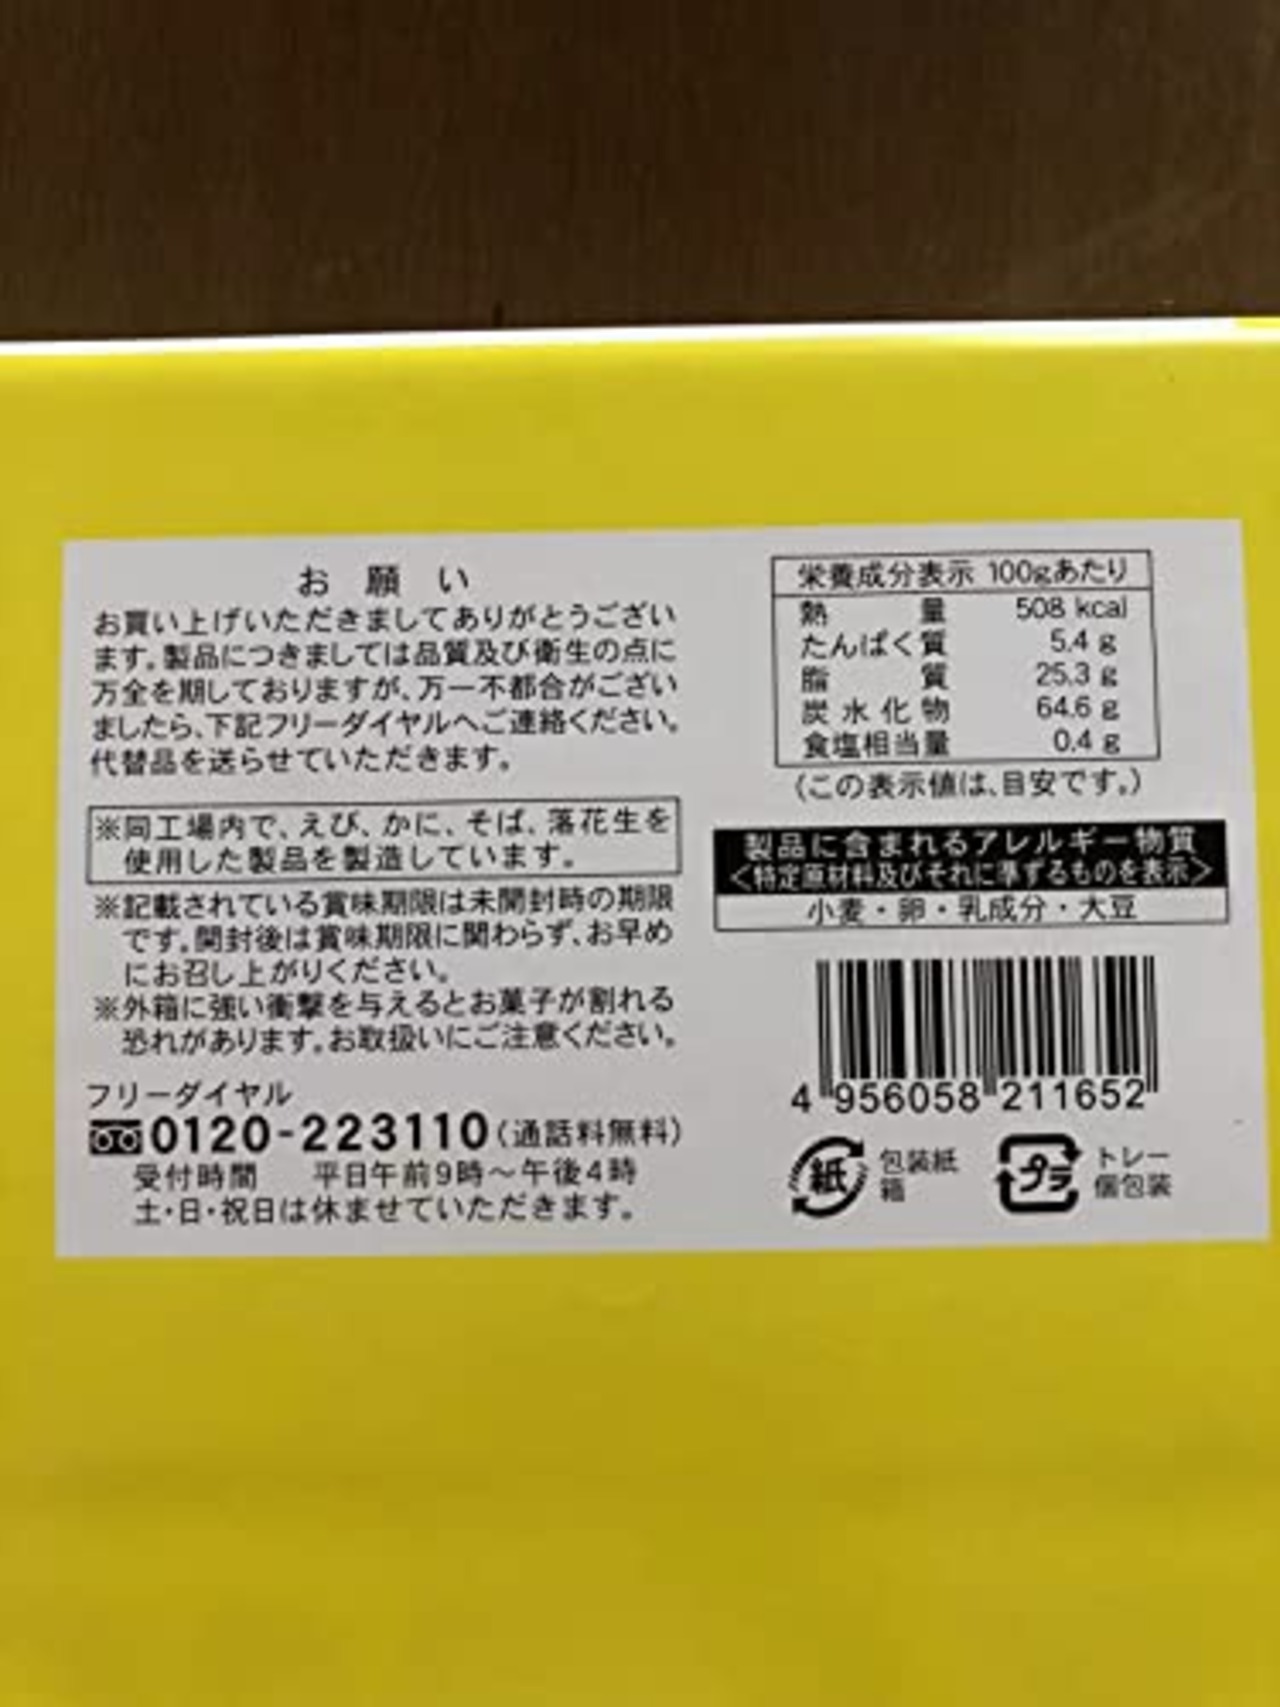 お願い
お買い上げいただきましてありがとうござい
ます。製品につきましては品質及び衛生の点に
万全を期しておりますが、万一不都合がござい
ましたら、下記フリーダイヤルへご連絡ください。
代替品を送らせていただきます。
※同工場内で、えび、かに、そば、落花生を
使用した製品を製造しています。
※記載されている賞味期限は未開封時の期限
です。開封後は賞味期限に関わらず、お早め
にお召し上がりください。
※外箱に強い衝撃を与えるとお菓子が割れる
恐れがあります。お取扱いにご注意ください。
フリーダイヤル
0120-223110(通話料無料)
受付時間 平日午前9時～午後4時
土・日・祝日は休ませていただきます。
栄養成分表示 100gあたり
熱量 508 kcal
たんぱく質 5.4 g
脂質 25.3 g
炭水化物 64.6 g
食塩相当量 0.4 g
(この表示値は、目安です。)
製品に含まれるアレルギー物質
<特定原材料及びそれに準ずるものを表示>
小麦・卵・乳成分・大豆
4 956058 211652
紙 包装紙 箱
プラ トレー 個包装